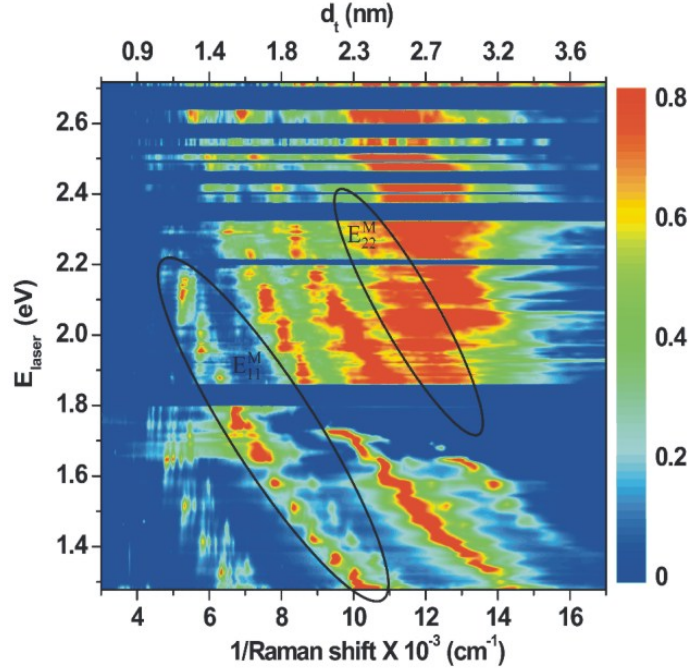 d_t (nm)
0.9 1.4 1.8 2.3 2.7 3.2 3.6
E_laser (eV)
2.6
2.4
2.2
2.0
1.8
1.6
1.4
E^M_22
E^M_11
0.8
0.6
0.4
0.2
0
4 6 8 10 12 14 16
1/Raman shift X 10^-3 (cm^-1)